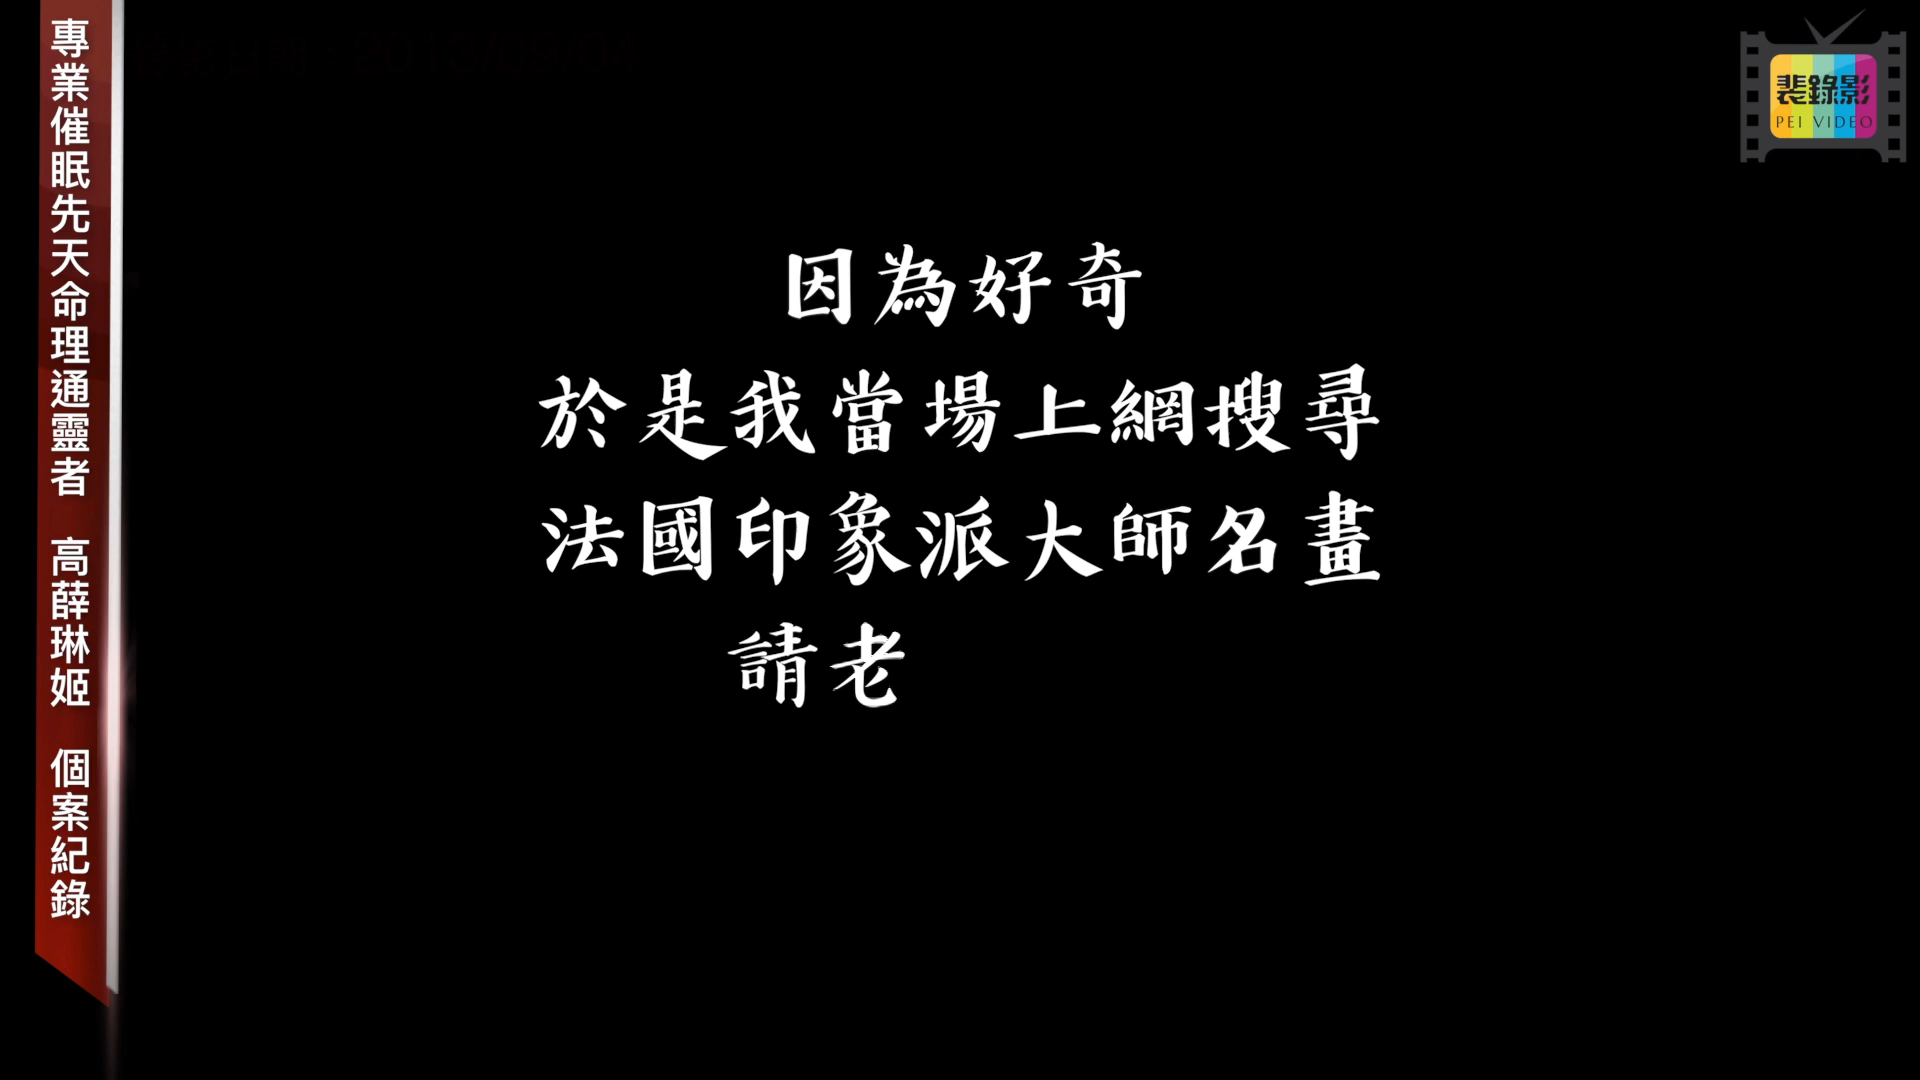 專業催眠先天命理通靈者 高薛琳姬 個案紀錄
裴錄影
PEI VIDEO
因為好奇
於是我當場上網搜尋
法國印象派大師名畫
請老